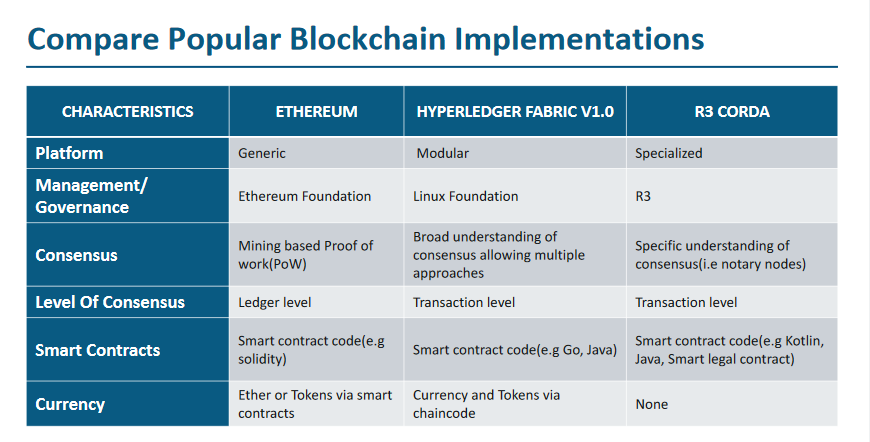 Compare Popular Blockchain Implementations
CHARACTERISTICS ETHEREUM HYPERLEDGER FABRIC V1.0 R3 CORDA
Platform Generic Modular Specialized
Management/
Governance
Ethereum Foundation Linux Foundation R3
Consensus
Mining based Proof of
work(PoW)
Broad understanding of
consensus allowing multiple
approaches
Specific understanding of
consensus(i.e notary nodes)
Level Of Consensus Ledger level Transaction level Transaction level
Smart Contracts
Smart contract code(e.g
solidity)
Smart contract code(e.g Go, Java)
Smart contract code(e.g Kotlin,
Java, Smart legal contract)
Currency
Ether or Tokens via smart
contracts
Currency and Tokens via
chaincode
None